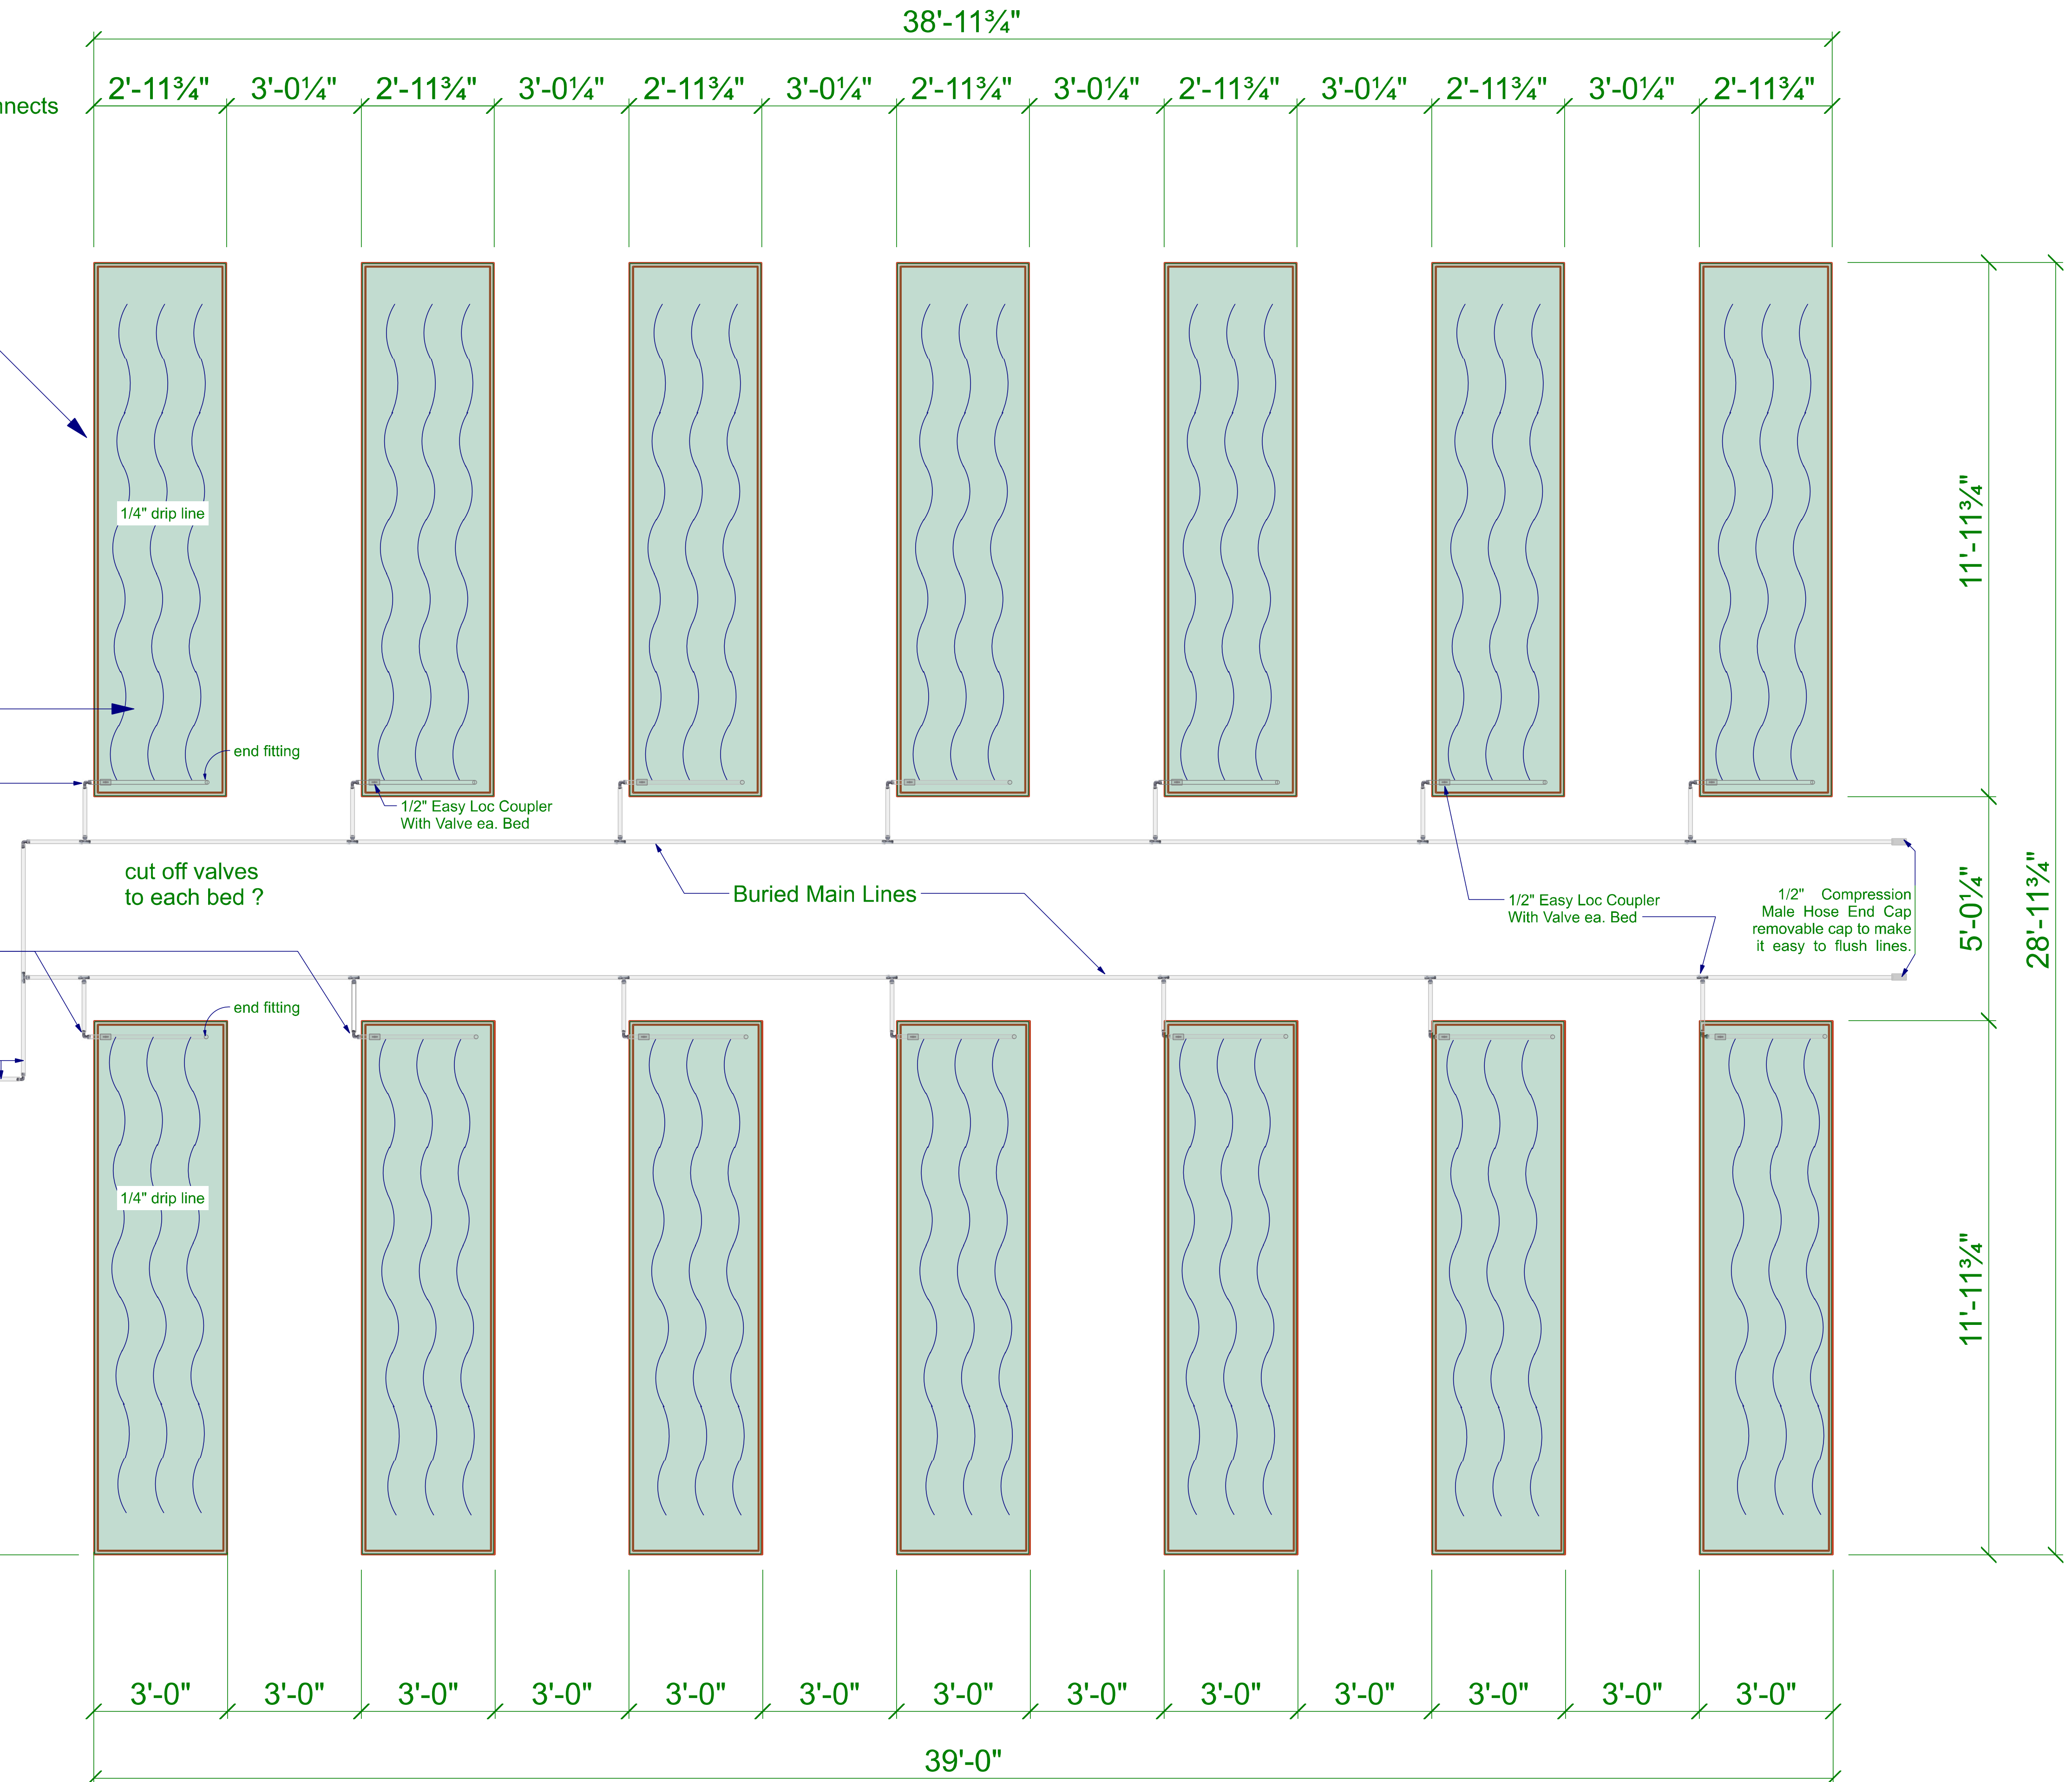 38'-11¾"
2'-11¾" 3'-0¼" 2'-11¾" 3'-0¼" 2'-11¾" 3'-0¼" 2'-11¾" 3'-0¼" 2'-11¾" 3'-0¼" 2'-11¾" 3'-0¼" 2'-11¾"
nnects
1/4" drip line
11'-11¾"
end fitting
1/2" Easy Loc Coupler
With Valve ea. Bed
cut off valves
to each bed ?
Buried Main Lines
1/2" Easy Loc Coupler
With Valve ea. Bed
1/2" Compression
Male Hose End Cap
removable cap to make
it easy to flush lines.
5'-0¼"
28'-11¾"
end fitting
1/4" drip line
11'-11¾"
3'-0" 3'-0" 3'-0" 3'-0" 3'-0" 3'-0" 3'-0" 3'-0" 3'-0" 3'-0" 3'-0" 3'-0" 3'-0"
39'-0"